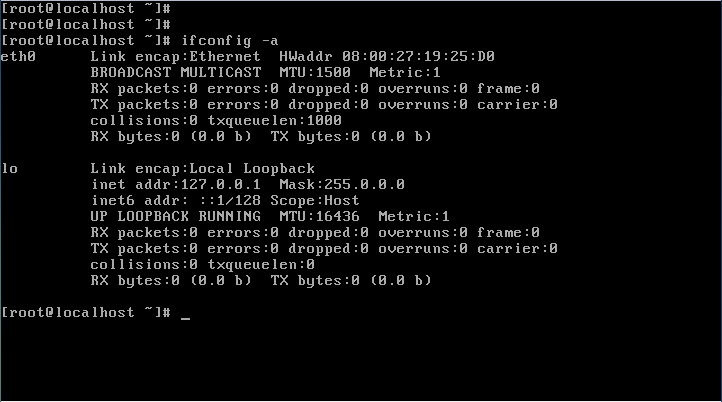 [root@localhost ~]#
[root@localhost ~]#
[root@localhost ~]# ifconfig -a
eth0      Link encap:Ethernet  HWaddr 08:00:27:19:25:D0
          BROADCAST MULTICAST  MTU:1500  Metric:1
          RX packets:0 errors:0 dropped:0 overruns:0 frame:0
          TX packets:0 errors:0 dropped:0 overruns:0 carrier:0
          collisions:0 txqueuelen:1000
          RX bytes:0 (0.0 b)  TX bytes:0 (0.0 b)
lo        Link encap:Local Loopback
          inet addr:127.0.0.1  Mask:255.0.0.0
          inet6 addr: ::1/128 Scope:Host
          UP LOOPBACK RUNNING  MTU:16436  Metric:1
          RX packets:0 errors:0 dropped:0 overruns:0 frame:0
          TX packets:0 errors:0 dropped:0 overruns:0 carrier:0
          collisions:0 txqueuelen:0
          RX bytes:0 (0.0 b)  TX bytes:0 (0.0 b)
[root@localhost ~]# _